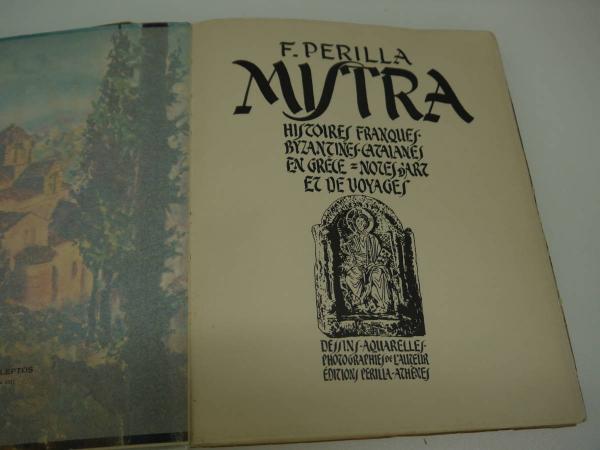 F. PERILLA
MISTRA
HISTOIRES FRANQUES·
BYZANTINES·CATALANES
EN GRÈCE = NOTES D'ART
ET DE VOYAGES
DESSINS·AQUARELLES·
PHOTOGRAPHIES DE L'AUTEUR
ÉDITIONS PERILLA·ATHÈNES
LEPTOS